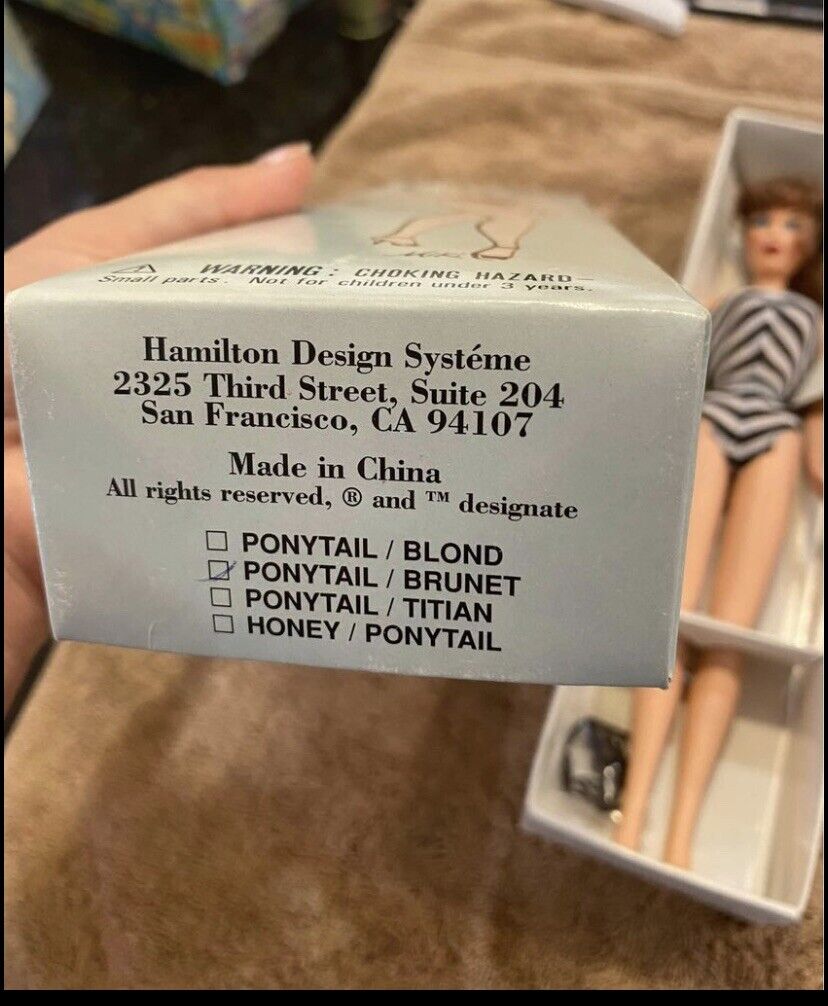 ⚠ WARNING: CHOKING HAZARD—
Small parts. Not for children under 3 years.
Hamilton Design Systéme
2325 Third Street, Suite 204
San Francisco, CA 94107
Made in China
All rights reserved, ® and ™ designate
☐ PONYTAIL / BLOND
☑ PONYTAIL / BRUNET
☐ PONYTAIL / TITIAN
☐ HONEY / PONYTAIL